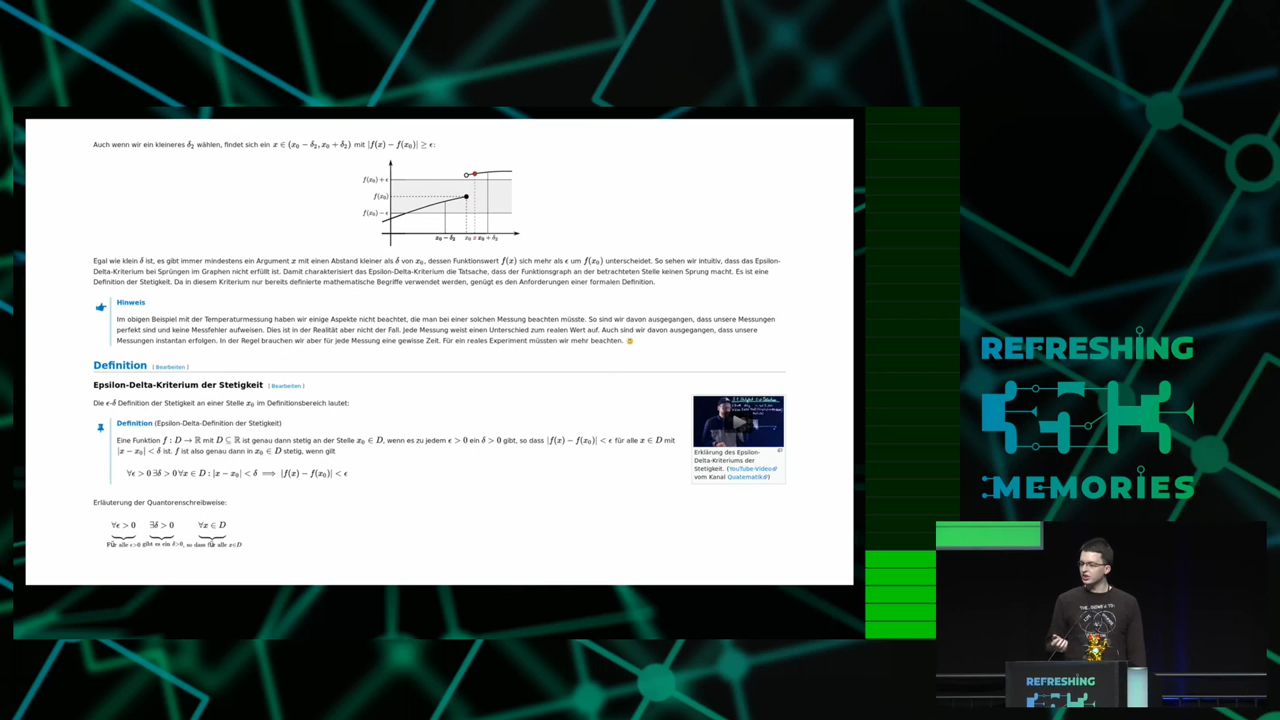 Auch wenn wir ein kleineres δ₂ wählen, findet sich ein x ∈ (x₀ − δ₂, x₀ + δ₂) mit |f(x) − f(x₀)| ≥ ϵ:
f(x₀) + ϵ
f(x₀)
f(x₀) − ϵ
x₀ − δ₂ x₀ x x₀ + δ₂
Egal wie klein δ ist, es gibt immer mindestens ein Argument x mit einen Abstand kleiner als δ von x₀, dessen Funktionswert f(x) sich mehr als ϵ um f(x₀) unterscheidet. So sehen wir intuitiv, dass das Epsilon-
Delta-Kriterium bei Sprüngen im Graphen nicht erfüllt ist. Damit charakterisiert das Epsilon-Delta-Kriterium die Tatsache, dass der Funktionsgraph an der betrachteten Stelle keinen Sprung macht. Es ist eine
Definition der Stetigkeit. Da in diesem Kriterium nur bereits definierte mathematische Begriffe verwendet werden, genügt es den Anforderungen einer formalen Definition.
Hinweis
Im obigen Beispiel mit der Temperaturmessung haben wir einige Aspekte nicht beachtet, die man bei einer solchen Messung beachten müsste. So sind wir davon ausgegangen, dass unsere Messungen
perfekt sind und keine Messfehler aufweisen. Dies ist in der Realität aber nicht der Fall. Jede Messung weist einen Unterschied zum realen Wert auf. Auch sind wir davon ausgegangen, dass unsere
Messungen instantan erfolgen. In der Regel brauchen wir aber für jede Messung eine gewisse Zeit. Für ein reales Experiment müssten wir mehr beachten.
Definition [ Bearbeiten ]
Epsilon-Delta-Kriterium der Stetigkeit [ Bearbeiten ]
Die ϵ-δ Definition der Stetigkeit an einer Stelle x₀ im Definitionsbereich lautet:
Definition (Epsilon-Delta-Definition der Stetigkeit)
Eine Funktion f : D → ℝ mit D ⊆ ℝ ist genau dann stetig an der Stelle x₀ ∈ D, wenn es zu jedem ϵ > 0 ein δ > 0 gibt, so dass |f(x) − f(x₀)| < ϵ für alle x ∈ D mit
|x − x₀| < δ ist. f ist also genau dann in x₀ ∈ D stetig, wenn gilt
∀ϵ > 0 ∃δ > 0 ∀x ∈ D : |x − x₀| < δ ⟹ |f(x) − f(x₀)| < ϵ
Erklärung des Epsilon-
Delta-Kriteriums der
Stetigkeit. (YouTube-Video
vom Kanal Quatematik)
Erläuterung der Quantorenschreibweise:
∀ϵ > 0 ∃δ > 0 ∀x ∈ D
Für alle ϵ>0 gibt es ein δ>0, so dass für alle x∈D
REFRESHING
MEMORIES
REFRESHING